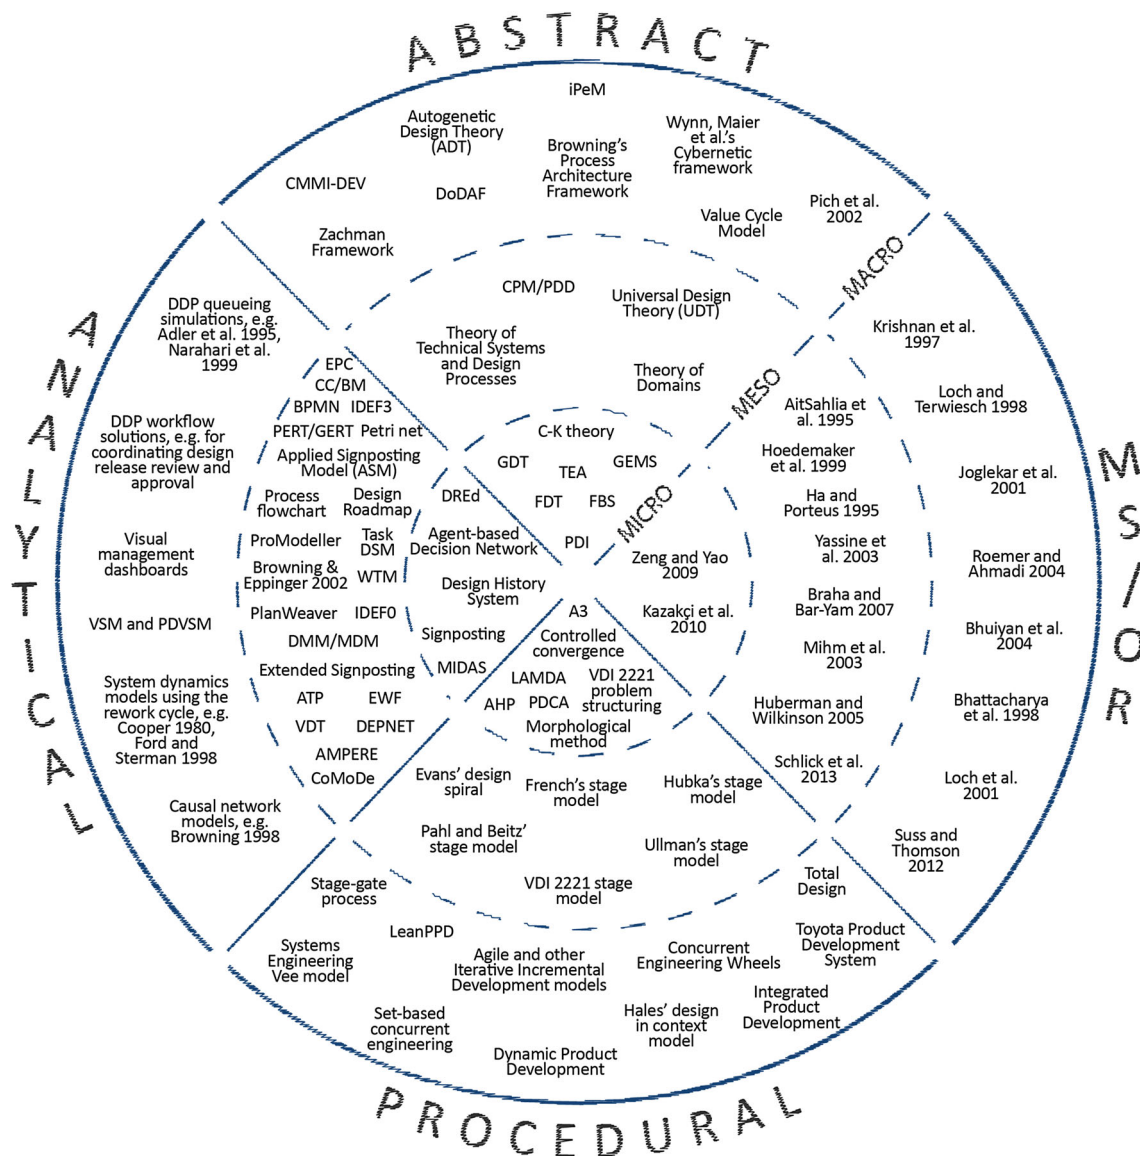 ABSTRACT
iPeM
Autogenetic
Design Theory
(ADT)
Wynn, Maier
et al.'s
Cybernetic
framework
Browning's
Process
Architecture
Framework
CMMI-DEV
DoDAF
Pich et al.
2002
Value Cycle
Model
Zachman
Framework
MACRO
CPM/PDD
Universal Design
Theory (UDT)
Theory of
Technical Systems
and Design
Processes
Theory of
Domains
MESO
C-K theory
GDT
TEA
GEMS
FDT
FBS
PDI
MICRO
ANALYTICAL
DDP queueing
simulations, e.g.
Adler et al. 1995,
Narahari et al.
1999
DDP workflow
solutions, e.g. for
coordinating design
release review and
approval
Visual
management
dashboards
VSM and PDVSM
System dynamics
models using the
rework cycle, e.g.
Cooper 1980,
Ford and
Sterman 1998
Causal network
models, e.g.
Browning 1998
EPC
CC/BM
BPMN IDEF3
PERT/GERT Petri net
Applied Signposting
Model (ASM)
Process
flowchart
Design
Roadmap
ProModeller
Task
DSM
Browning &
Eppinger 2002
WTM
PlanWeaver
IDEF0
DMM/MDM
Extended Signposting
ATP
EWF
VDT
DEPNET
AMPERE
CoMoDe
DREd
Agent-based
Decision Network
Design History
System
Signposting
MIDAS
MS/OR
Krishnan et al.
1997
Loch and
Terwiesch 1998
Joglekar et al.
2001
Roemer and
Ahmadi 2004
Bhuiyan et al.
2004
Bhattacharya
et al. 1998
Loch et al.
2001
Suss and
Thomson
2012
AitSahlia et
al. 1995
Hoedemaker
et al. 1999
Ha and
Porteus 1995
Yassine et
al. 2003
Braha and
Bar-Yam 2007
Mihm et al.
2003
Huberman and
Wilkinson 2005
Schlick et al.
2013
Zeng and Yao
2009
Kazakçi et al.
2010
A3
Controlled
convergence
LAMDA
VDI 2221
problem
structuring
AHP
PDCA
Morphological
method
Evans' design
spiral
French's stage
model
Hubka's stage
model
Pahl and Beitz'
stage model
Ullman's stage
model
VDI 2221 stage
model
Total
Design
Stage-gate
process
LeanPPD
Systems
Engineering
Vee model
Agile and other
Iterative Incremental
Development models
Concurrent
Engineering Wheels
Toyota Product
Development
System
Set-based
concurrent
engineering
Hales' design
in context
model
Integrated
Product
Development
Dynamic Product
Development
PROCEDURAL